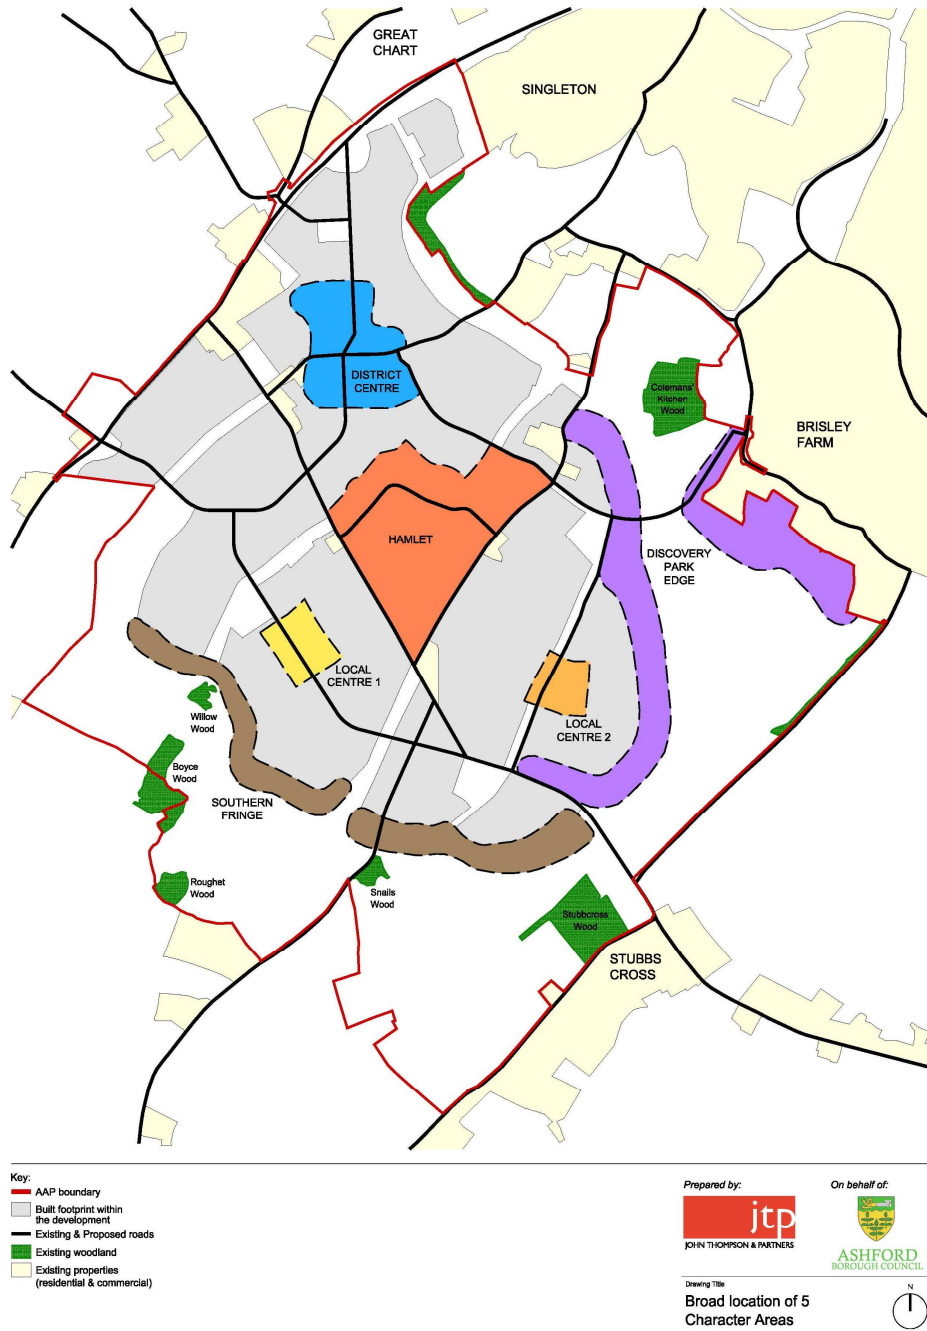 GREAT
CHART
SINGLETON
Colemans'
Kitchen
Wood
DISTRICT
CENTRE
BRISLEY
FARM
HAMLET
DISCOVERY
PARK
EDGE
LOCAL
CENTRE 1
Willow
Wood
LOCAL
CENTRE 2
Boyce
Wood
SOUTHERN
FRINGE
Roughet
Wood
Snails
Wood
Stubbcross
Wood
STUBBS
CROSS
Key:
AAP boundary
Built footprint within
the development
Existing & Proposed roads
Existing woodland
Existing properties
(residential & commercial)
Prepared by:
jtp
JOHN THOMPSON & PARTNERS
On behalf of:
ASHFORD
BOROUGH COUNCIL
Drawing Title
Broad location of 5
Character Areas
N